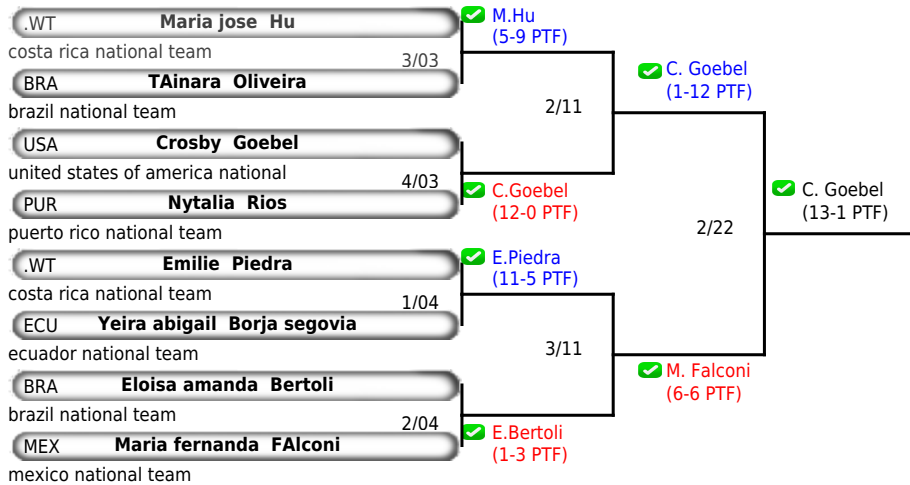 .WT Maria jose Hu
costa rica national team
3/03
BRA TAinara Oliveira
brazil national team
USA Crosby Goebel
united states of america national
4/03
PUR Nytalia Rios
puerto rico national team
.WT Emilie Piedra
costa rica national team
1/04
ECU Yeira abigail Borja segovia
ecuador national team
BRA Eloisa amanda Bertoli
brazil national team
2/04
MEX Maria fernanda FAlconi
mexico national team
M.Hu
(5-9 PTF)
2/11
C.Goebel
(12-0 PTF)
E.Piedra
(11-5 PTF)
3/11
E.Bertoli
(1-3 PTF)
C. Goebel
(1-12 PTF)
2/22
M. Falconi
(6-6 PTF)
C. Goebel
(13-1 PTF)